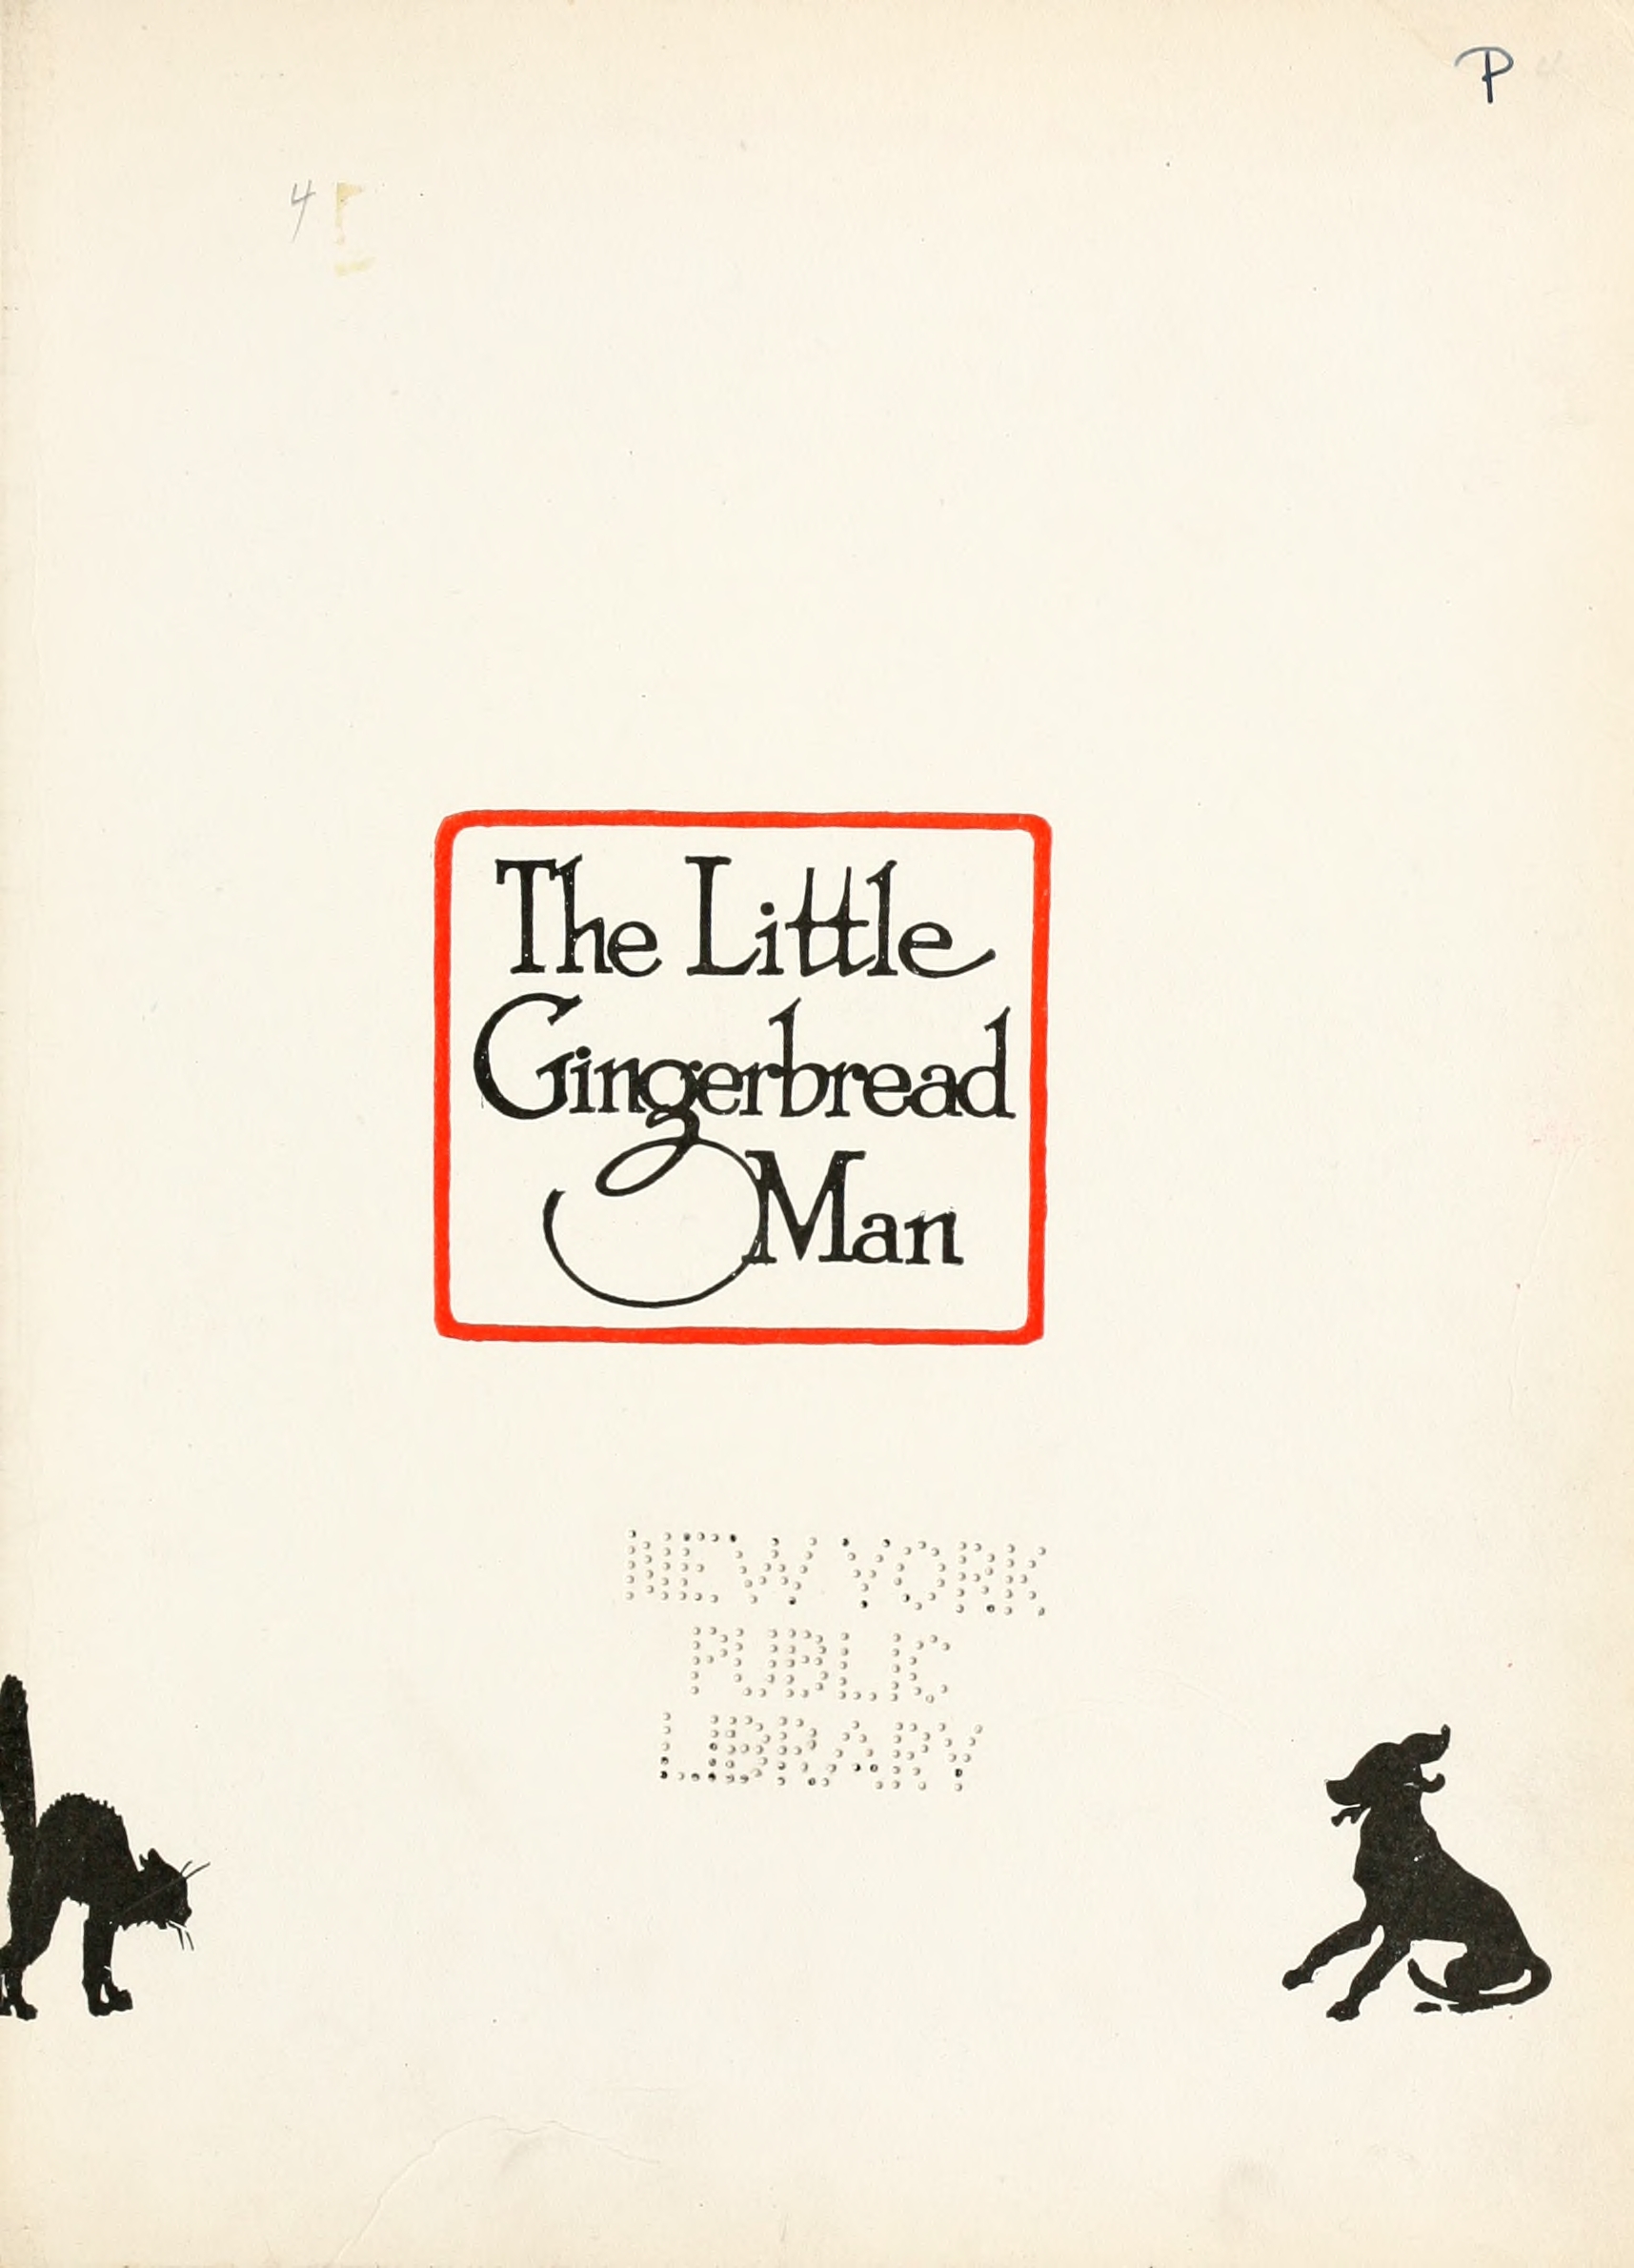 P
4
The Little
Gingerbread
Man
NEW YORK
PUBLIC
LIBRARY